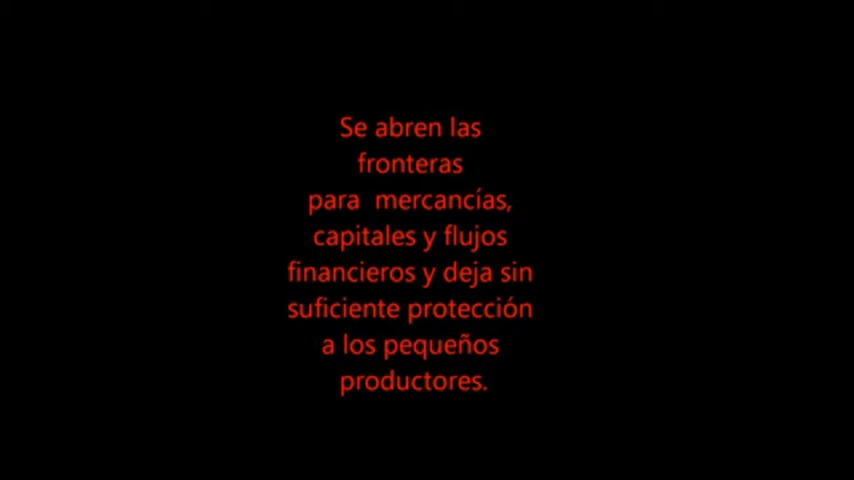 Se abren las
fronteras
para  mercancías,
capitales y flujos
financieros y deja sin
suficiente protección
a los pequeños
productores.